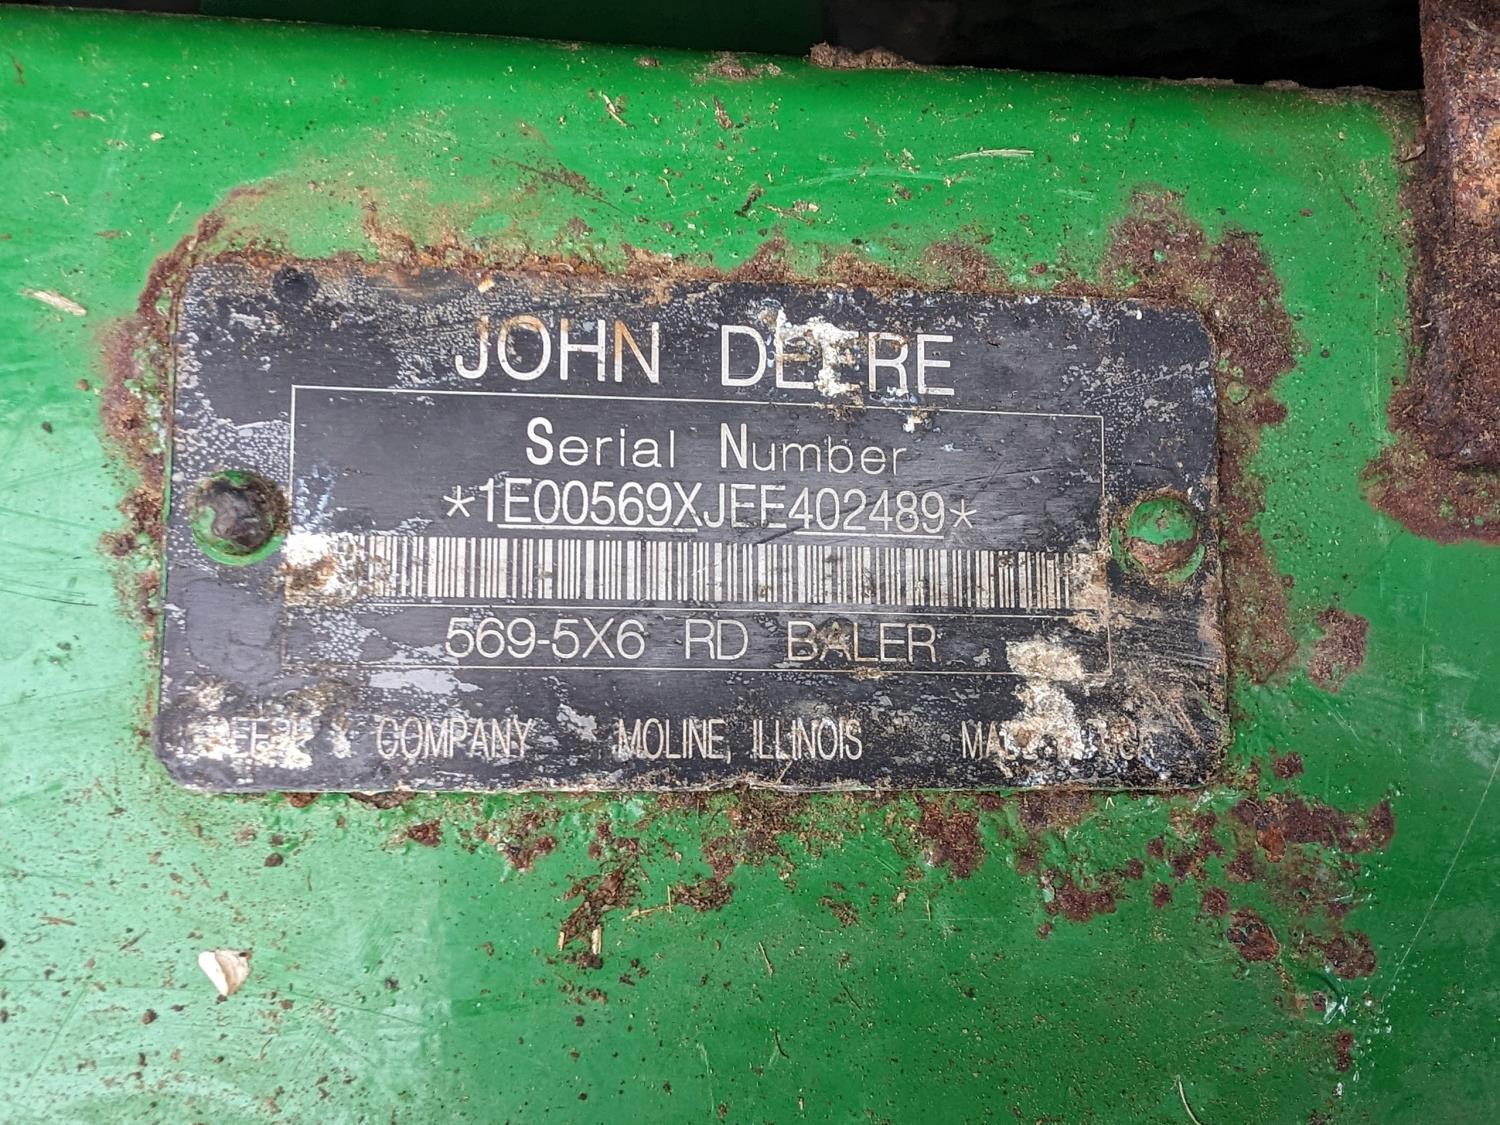 JOHN DEERE
Serial Number
*1E00569XJEE402489*
569-5X6 RD BALER
COMPANY MOLINE, ILLINOIS